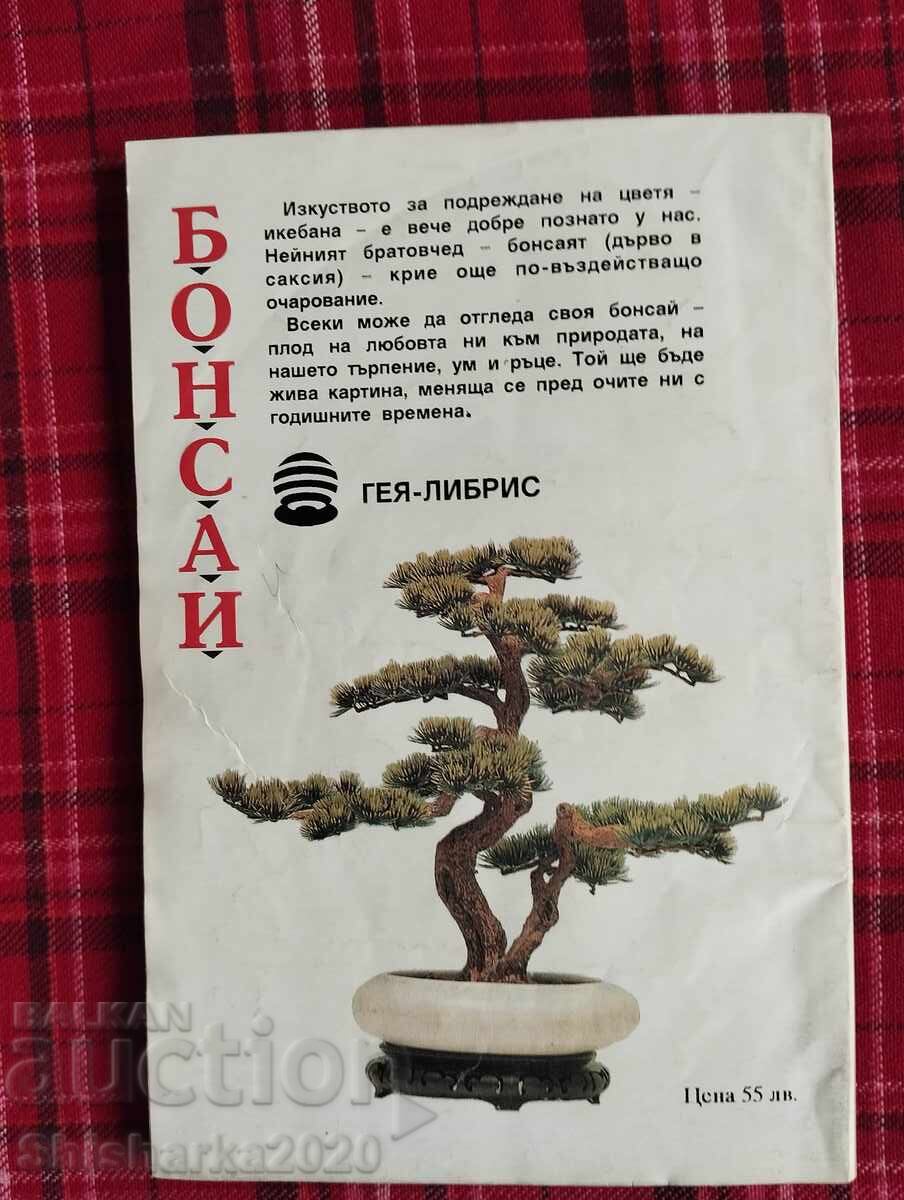 БОНСАИ
Изкуството за подреждане на цветя –
икебана – е вече добре познато у нас.
Нейният братовчед – бонсаят (дърво в
саксия) – крие още по-въздействащо
очарование.
Всеки може да отгледа своя бонсай –
плод на любовта ни към природата, на
нашето търпение, ум и ръце. Той ще бъде
жива картина, меняща се пред очите ни с
годишните времена.
ГЕЯ-ЛИБРИС
Цена 55 лв.
BALKAN
auction
Shisharka2020